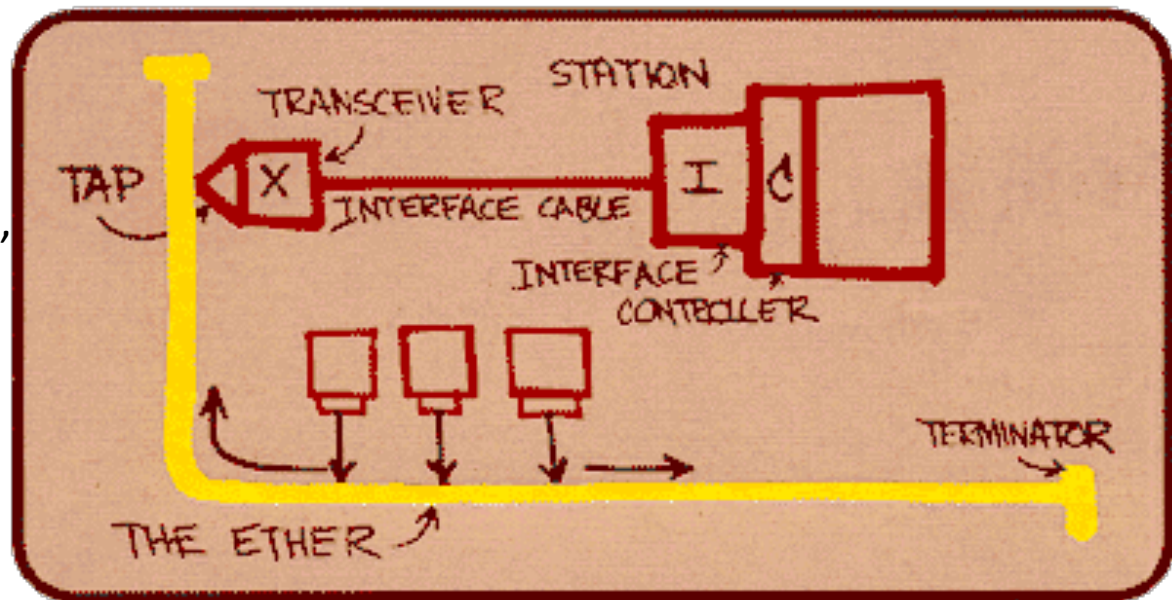 STATION
TRANSCEIVER
TAP
X
I
C
INTERFACE CABLE
INTERFACE
CONTROLLER
TERMINATOR
THE ETHER
,